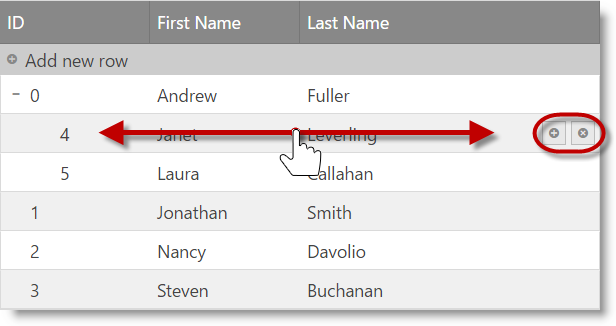 ID First Name Last Name
Add new row
0 Andrew Fuller
4 Janet Leverling
5 Laura Callahan
1 Jonathan Smith
2 Nancy Davolio
3 Steven Buchanan